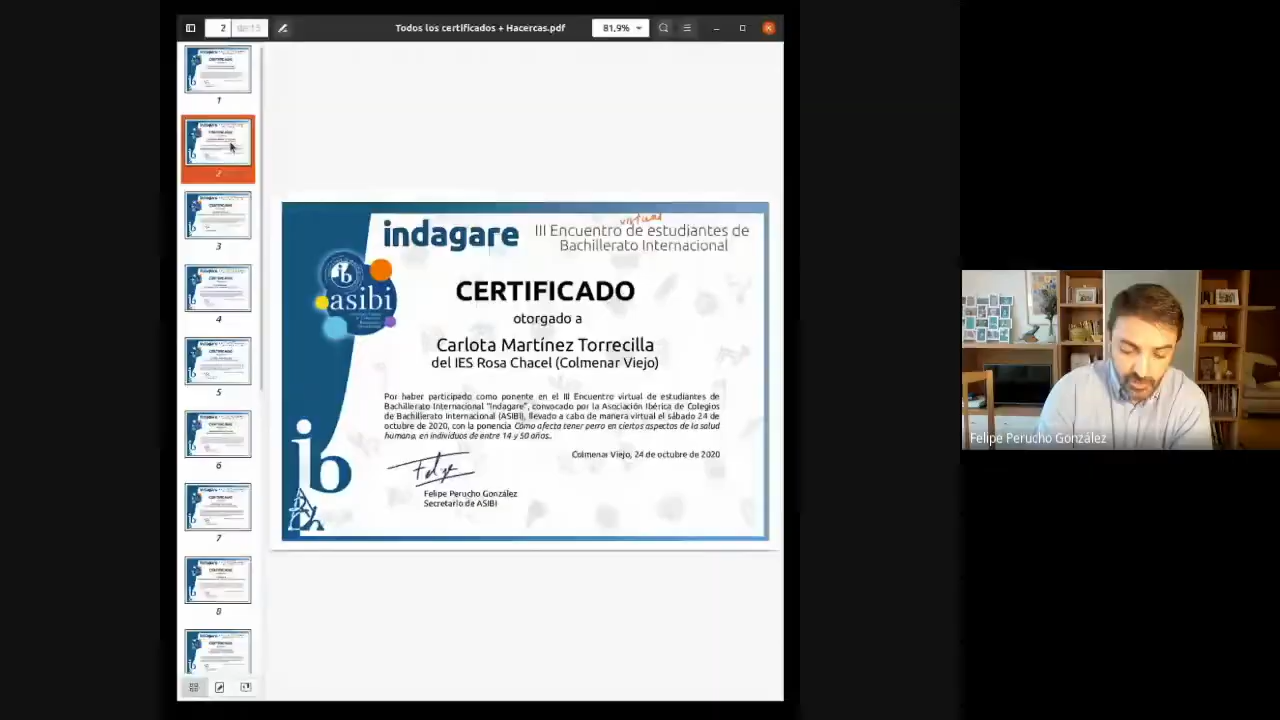 2
de 15
Todos los certificados + Hacercas.pdf
81,9%
1
2
3
4
5
6
7
8
indagare
virtual
III Encuentro de estudiantes de
Bachillerato Internacional
asibi
CERTIFICADO
otorgado a
Carlota Martínez Torrecilla
del IES Rosa Chacel (Colmenar Viejo)
Por haber participado como ponente en el III Encuentro virtual de estudiantes de
Bachillerato Internacional "Indagare", convocado por la Asociación Ibérica de Colegios
de Bachillerato Internacional (ASIBI), llevado a cabo de manera virtual el sábado 24 de
octubre de 2020, con la ponencia Cómo afecta tener perro en ciertos aspectos de la salud
humana, en individuos de entre 14 y 50 años.
Colmenar Viejo, 24 de octubre de 2020
ib
Felipe
Felipe Perucho González
Secretario de ASIBI
Felipe Perucho González